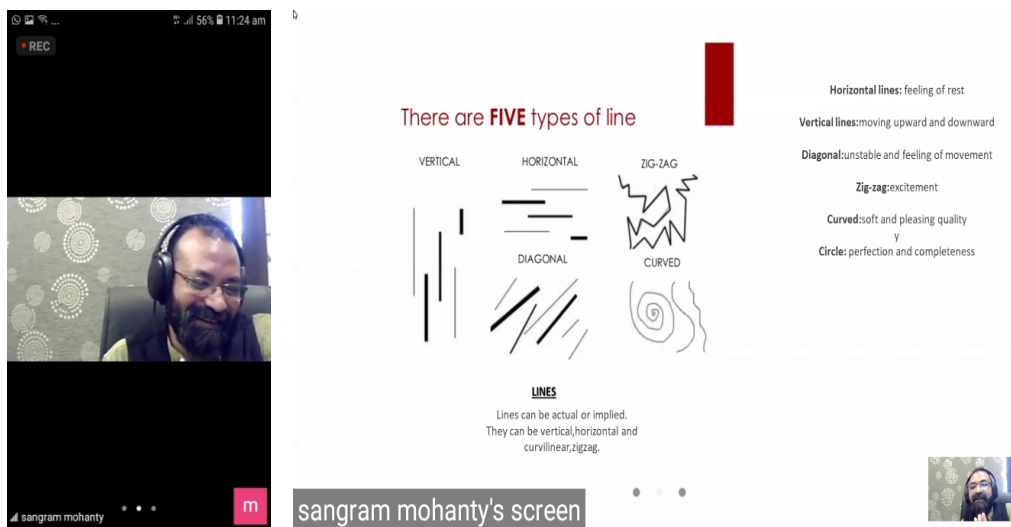 56% 11:24 am
REC
sangram mohanty
m
There are FIVE types of line
VERTICAL
HORIZONTAL
ZIG-ZAG
DIAGONAL
CURVED
LINES
Lines can be actual or implied.
They can be vertical,horizontal and
curvilinear,zigzag.
Horizontal lines: feeling of rest
Vertical lines:moving upward and downward
Diagonal:unstable and feeling of movement
Zig-zag:excitement
Curved:soft and pleasing quality
y
Circle: perfection and completeness
sangram mohanty's screen